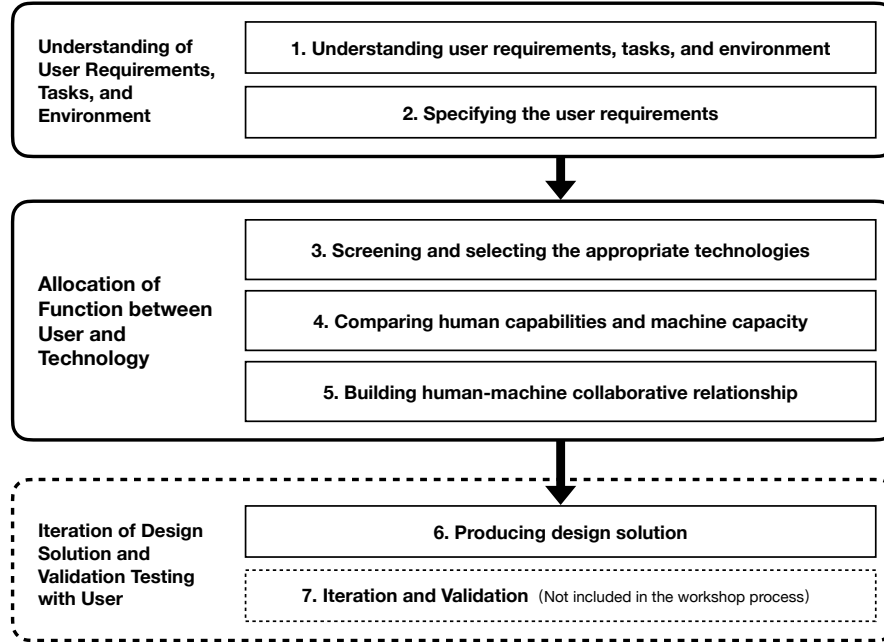 Understanding of
User Requirements,
Tasks, and
Environment
1. Understanding user requirements, tasks, and environment
2. Specifying the user requirements
Allocation of
Function between
User and
Technology
3. Screening and selecting the appropriate technologies
4. Comparing human capabilities and machine capacity
5. Building human-machine collaborative relationship
Iteration of Design
Solution and
Validation Testing
with User
6. Producing design solution
7. Iteration and Validation (Not included in the workshop process)